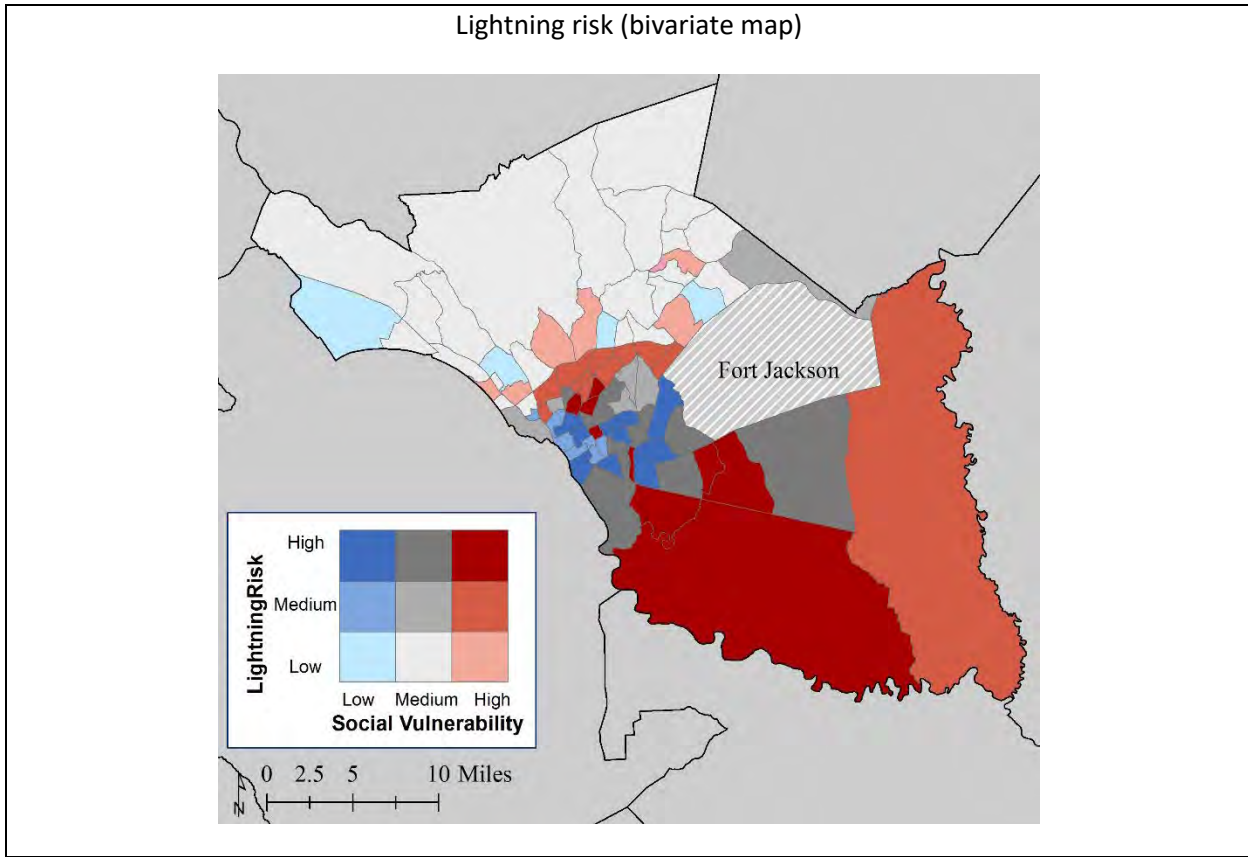 Lightning risk (bivariate map)
Fort Jackson
High
Medium
Low
LightningRisk
Low Medium High
Social Vulnerability
0 2.5 5 10 Miles
N